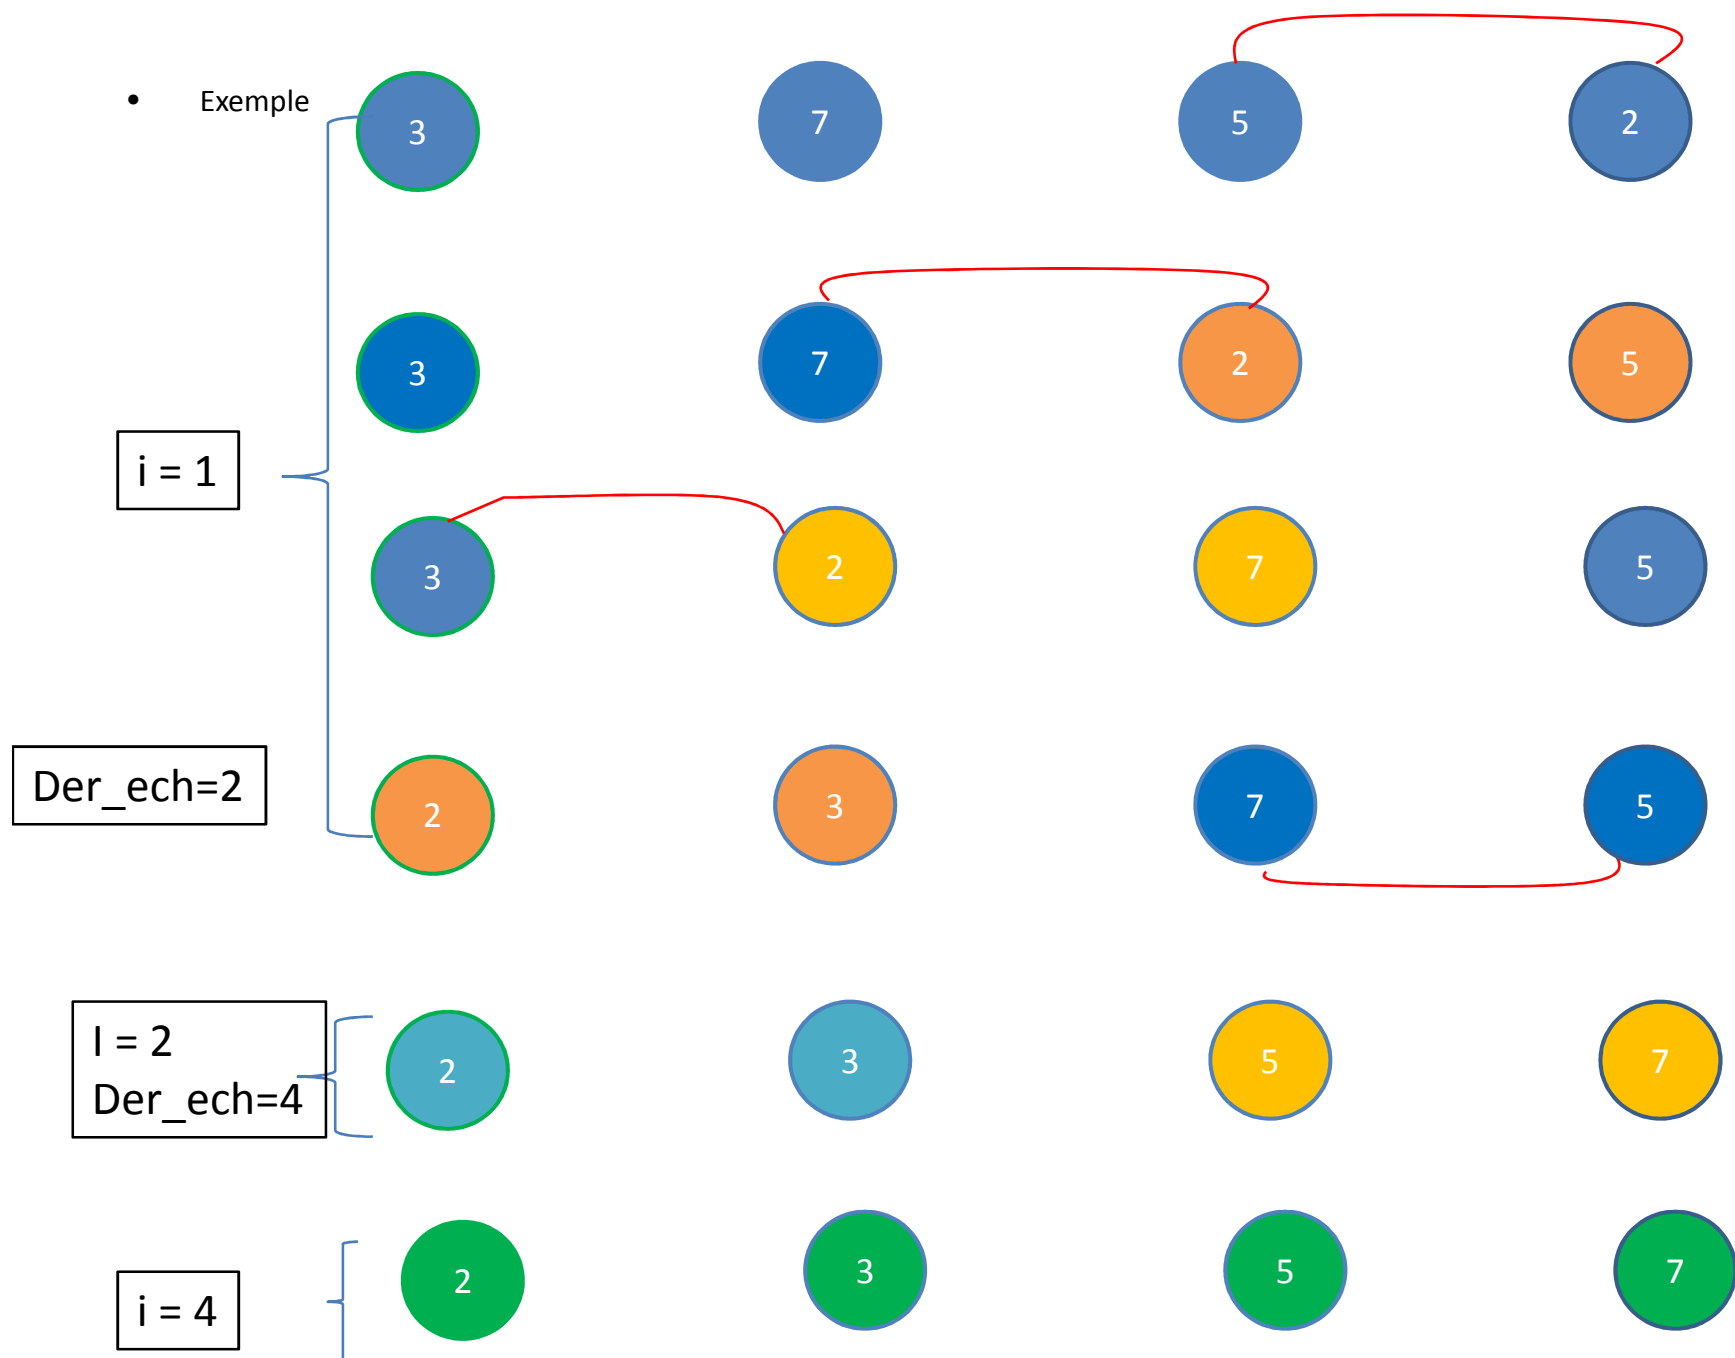 • Exemple
3 7 5 2
3 7 2 5
i = 1
3 2 7 5
Der_ech=2
2 3 7 5
I = 2
Der_ech=4
2 3 5 7
2 3 5 7
i = 4